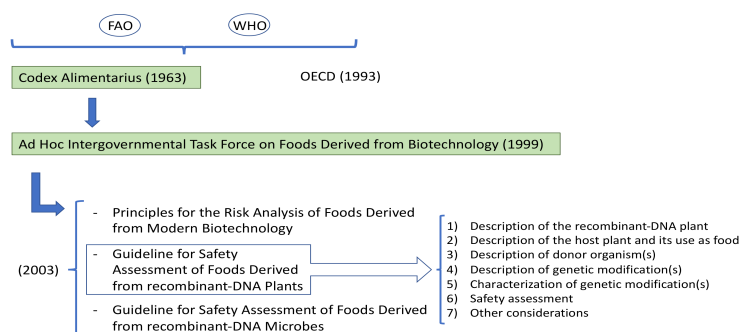 FAO
WHO
Codex Alimentarius (1963)
OECD (1993)
Ad Hoc Intergovernmental Task Force on Foods Derived from Biotechnology (1999)
(2003)
- Principles for the Risk Analysis of Foods Derived
from Modern Biotechnology
- Guideline for Safety
Assessment of Foods Derived
from recombinant-DNA Plants
- Guideline for Safety Assessment of Foods Derived
from recombinant-DNA Microbes
1) Description of the recombinant-DNA plant
2) Description of the host plant and its use as food
3) Description of donor organism(s)
4) Description of genetic modification(s)
5) Characterization of genetic modification(s)
6) Safety assessment
7) Other considerations